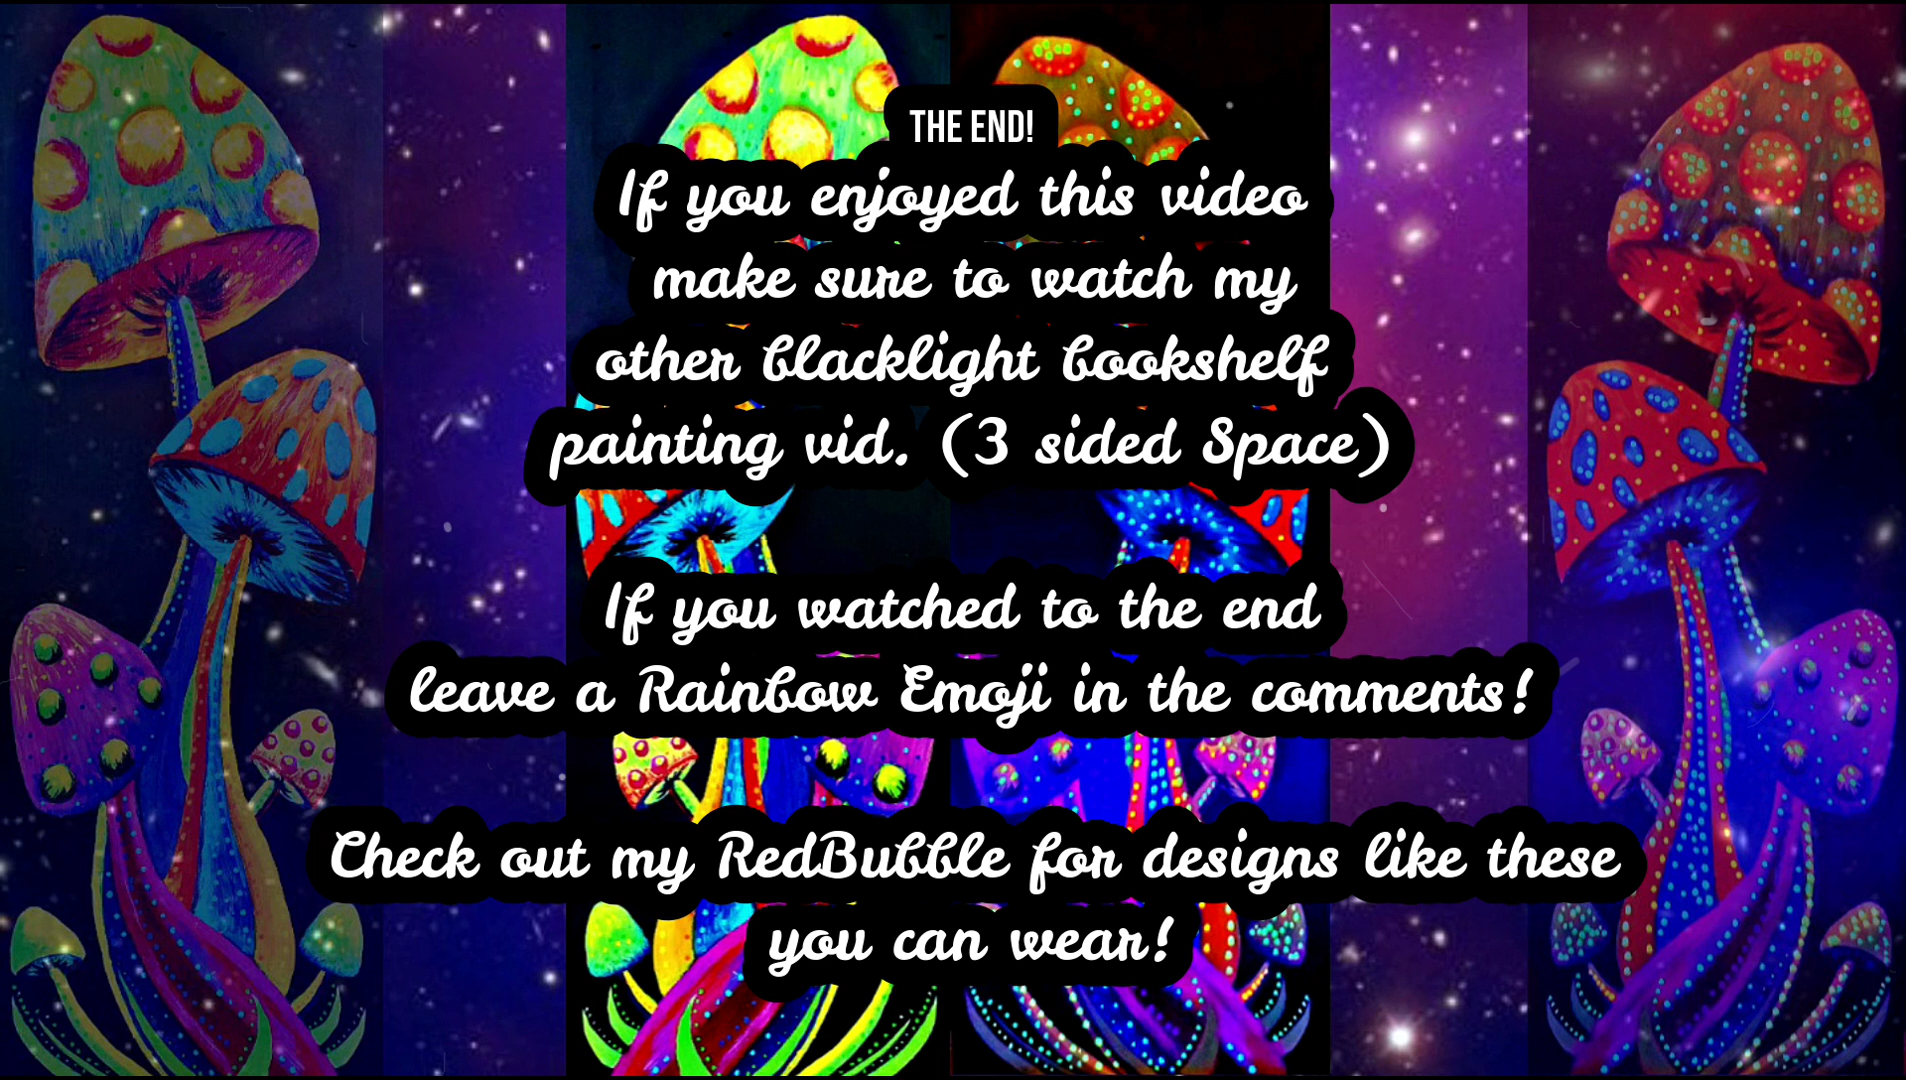 THE END!
If you enjoyed this video
make sure to watch my
other blacklight bookshelf
painting vid. (3 sided Space)
If you watched to the end
leave a Rainbow Emoji in the comments!
Check out my RedBubble for designs like these
you can wear!